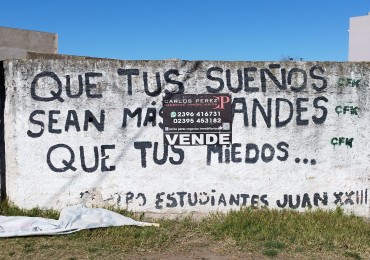 QUE TUS SUEÑOS
SEAN MÁS ANDES
QUE TUS MIEDOS...
CARLOS PEREZ
2396 416731
02395 453182
VENDE
ESTUDIANTES JUAN XXIII
CFK
CFK
CFK